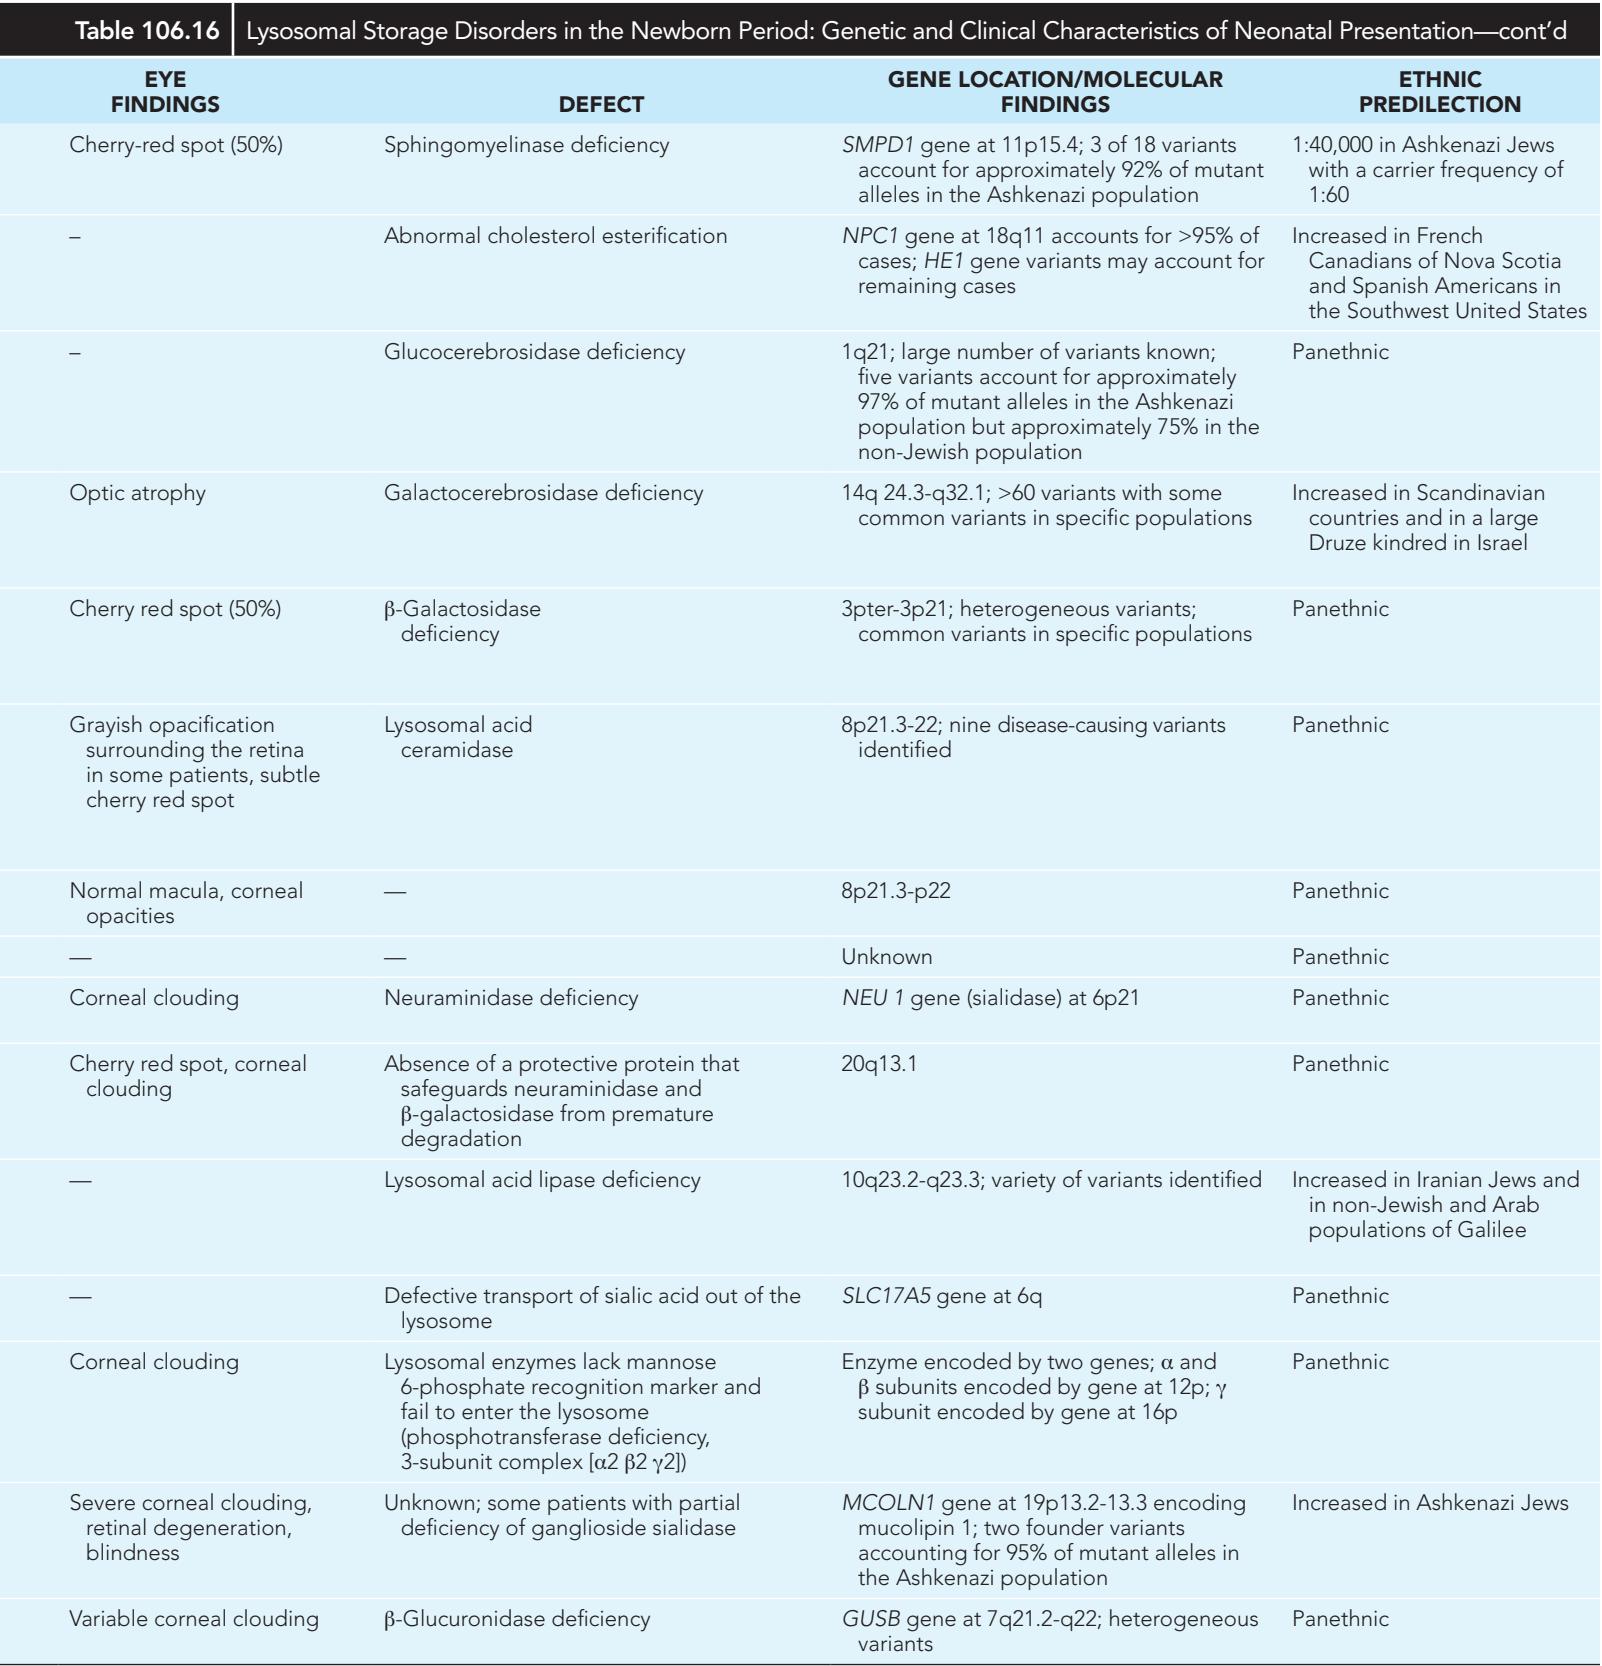 Table 106.16 Lysosomal Storage Disorders in the Newborn Period: Genetic and Clinical Characteristics of Neonatal Presentation—cont’d
EYE
FINDINGS
DEFECT
GENE LOCATION/MOLECULAR
FINDINGS
ETHNIC
PREDILECTION
Cherry-red spot (50%)
Sphingomyelinase deficiency
SMPD1 gene at 11p15.4; 3 of 18 variants
account for approximately 92% of mutant
alleles in the Ashkenazi population
1:40,000 in Ashkenazi Jews
with a carrier frequency of
1:60
–
Abnormal cholesterol esterification
NPC1 gene at 18q11 accounts for >95% of
cases; HE1 gene variants may account for
remaining cases
Increased in French
Canadians of Nova Scotia
and Spanish Americans in
the Southwest United States
–
Glucocerebrosidase deficiency
1q21; large number of variants known;
five variants account for approximately
97% of mutant alleles in the Ashkenazi
population but approximately 75% in the
non-Jewish population
Panethnic
Optic atrophy
Galactocerebrosidase deficiency
14q 24.3-q32.1; >60 variants with some
common variants in specific populations
Increased in Scandinavian
countries and in a large
Druze kindred in Israel
Cherry red spot (50%)
β-Galactosidase
deficiency
3pter-3p21; heterogeneous variants;
common variants in specific populations
Panethnic
Grayish opacification
surrounding the retina
in some patients, subtle
cherry red spot
Lysosomal acid
ceramidase
8p21.3-22; nine disease-causing variants
identified
Panethnic
Normal macula, corneal
opacities
—
8p21.3-p22
Panethnic
—
—
Unknown
Panethnic
Corneal clouding
Neuraminidase deficiency
NEU 1 gene (sialidase) at 6p21
Panethnic
Cherry red spot, corneal
clouding
Absence of a protective protein that
safeguards neuraminidase and
β-galactosidase from premature
degradation
20q13.1
Panethnic
—
Lysosomal acid lipase deficiency
10q23.2-q23.3; variety of variants identified
Increased in Iranian Jews and
in non-Jewish and Arab
populations of Galilee
—
Defective transport of sialic acid out of the
lysosome
SLC17A5 gene at 6q
Panethnic
Corneal clouding
Lysosomal enzymes lack mannose
6-phosphate recognition marker and
fail to enter the lysosome
(phosphotransferase deficiency,
3-subunit complex [α2 β2 γ2])
Enzyme encoded by two genes; α and
β subunits encoded by gene at 12p; γ
subunit encoded by gene at 16p
Panethnic
Severe corneal clouding,
retinal degeneration,
blindness
Unknown; some patients with partial
deficiency of ganglioside sialidase
MCOLN1 gene at 19p13.2-13.3 encoding
mucolipin 1; two founder variants
accounting for 95% of mutant alleles in
the Ashkenazi population
Increased in Ashkenazi Jews
Variable corneal clouding
β-Glucuronidase deficiency
GUSB gene at 7q21.2-q22; heterogeneous
variants
Panethnic